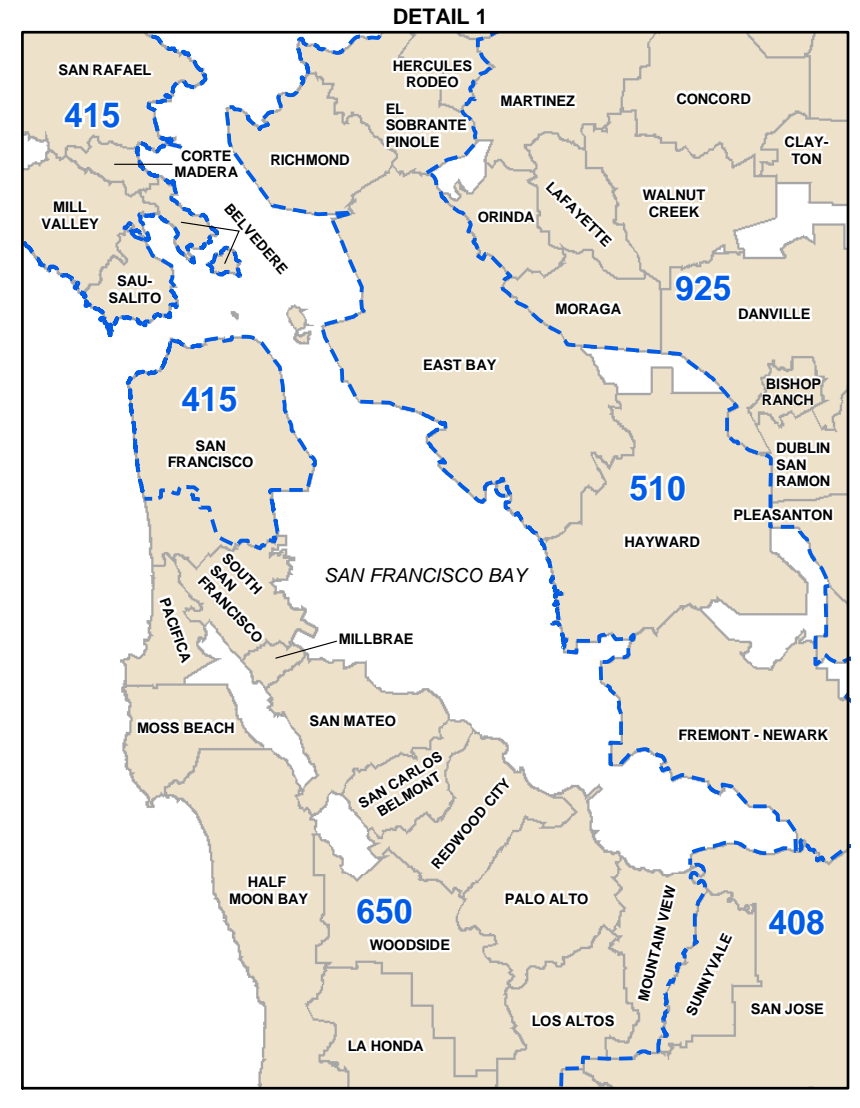 DETAIL 1
SAN RAFAEL
415
HERCULES
RODEO
MARTINEZ
CONCORD
EL
SOBRANTE
PINOLE
CLAY-
TON
CORTE
MADERA
RICHMOND
MILL
VALLEY
BELVEDERE
ORINDA
LAFAYETTE
WALNUT
CREEK
SAU-
SALITO
925
MORAGA
DANVILLE
EAST BAY
415
BISHOP
RANCH
SAN
FRANCISCO
DUBLIN
SAN
RAMON
510
PLEASANTON
HAYWARD
SOUTH
SAN
FRANCISCO
SAN FRANCISCO BAY
PACIFICA
MILLBRAE
MOSS BEACH
SAN MATEO
FREMONT - NEWARK
SAN CARLOS
BELMONT
REDWOOD CITY
HALF
MOON BAY
650
WOODSIDE
PALO ALTO
MOUNTAIN VIEW
408
SUNNYVALE
SAN JOSE
LOS ALTOS
LA HONDA